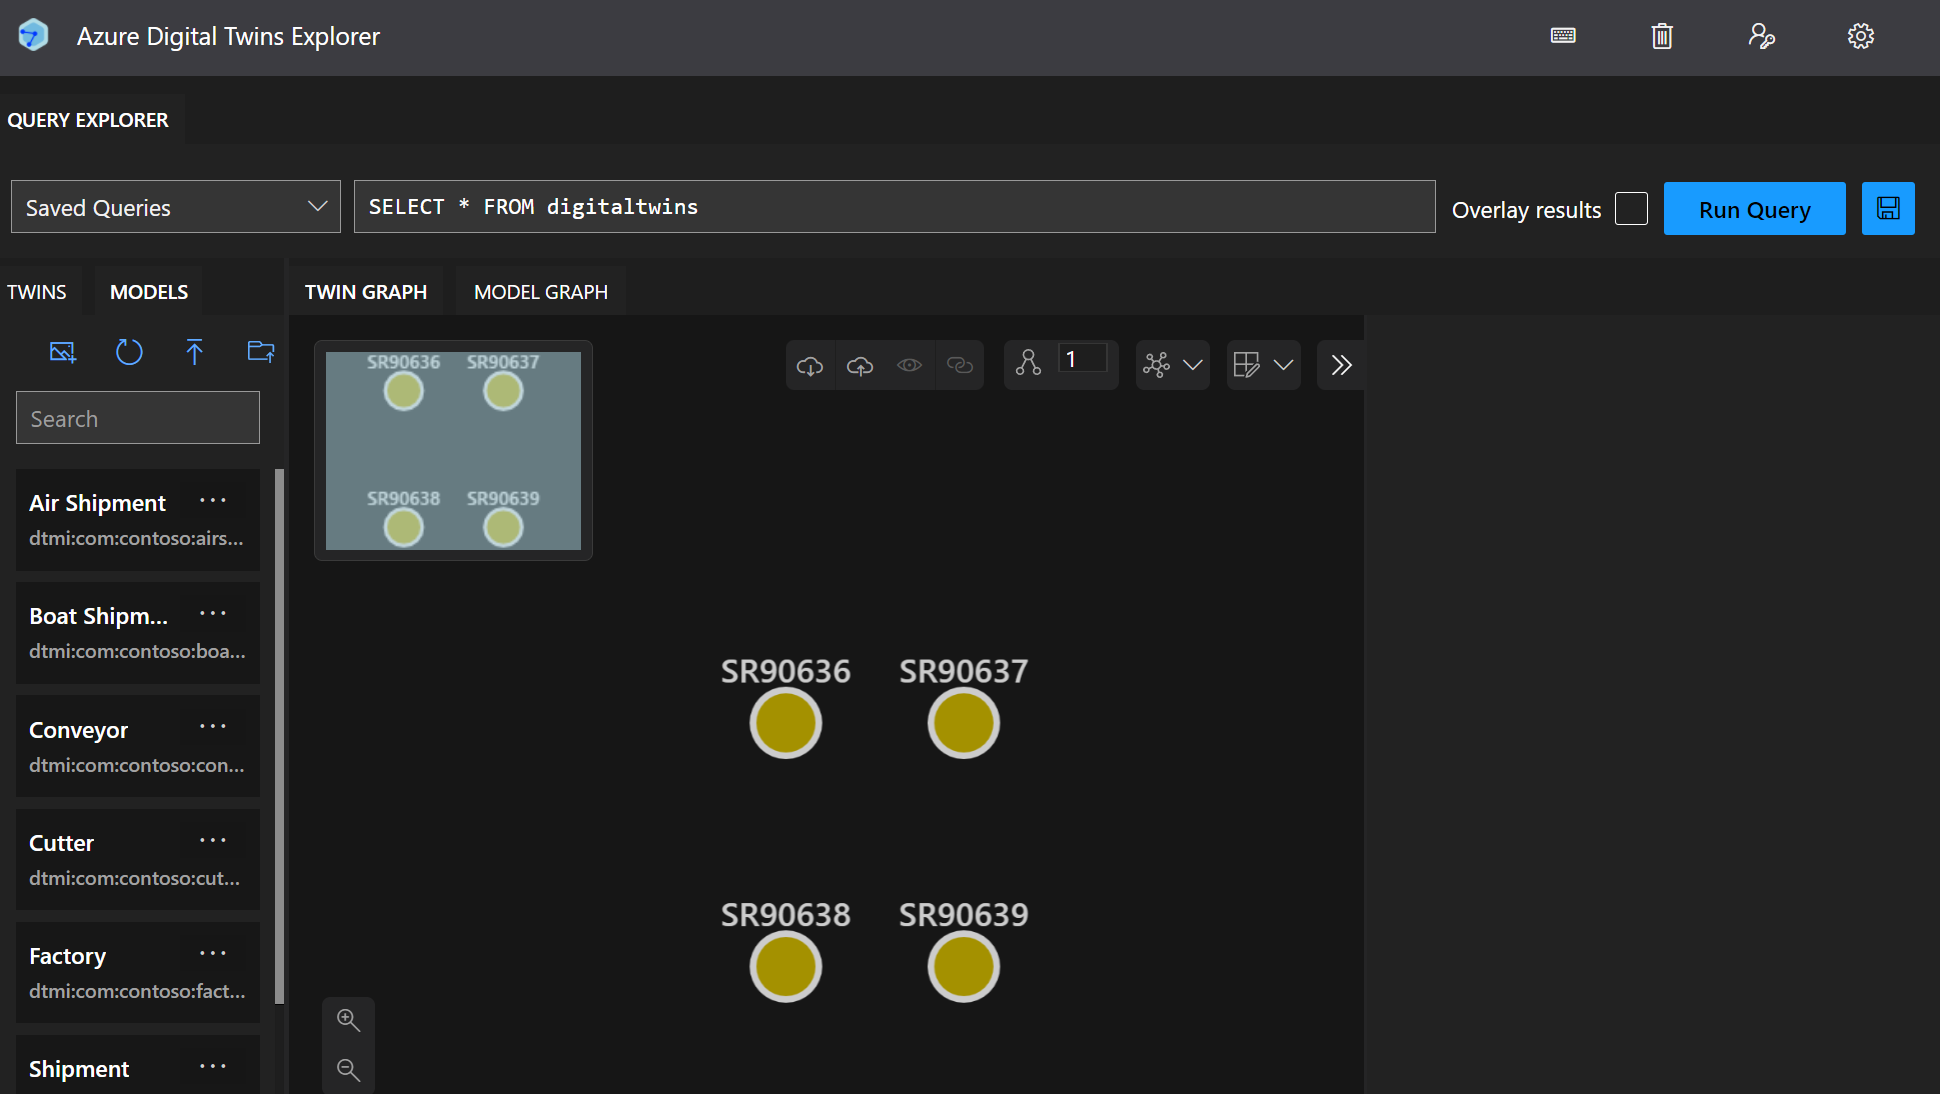 Azure Digital Twins Explorer
QUERY EXPLORER
Saved Queries
SELECT * FROM digitaltwins
Overlay results
Run Query
TWINS
MODELS
TWIN GRAPH
MODEL GRAPH
Search
Air Shipment ...
dtmi:com:contoso:airs...
Boat Shipm... ...
dtmi:com:contoso:boa...
Conveyor ...
dtmi:com:contoso:con...
Cutter ...
dtmi:com:contoso:cut...
Factory ...
dtmi:com:contoso:fact...
Shipment ...
SR90636 SR90637
SR90638 SR90639
1
SR90636 SR90637
SR90638 SR90639